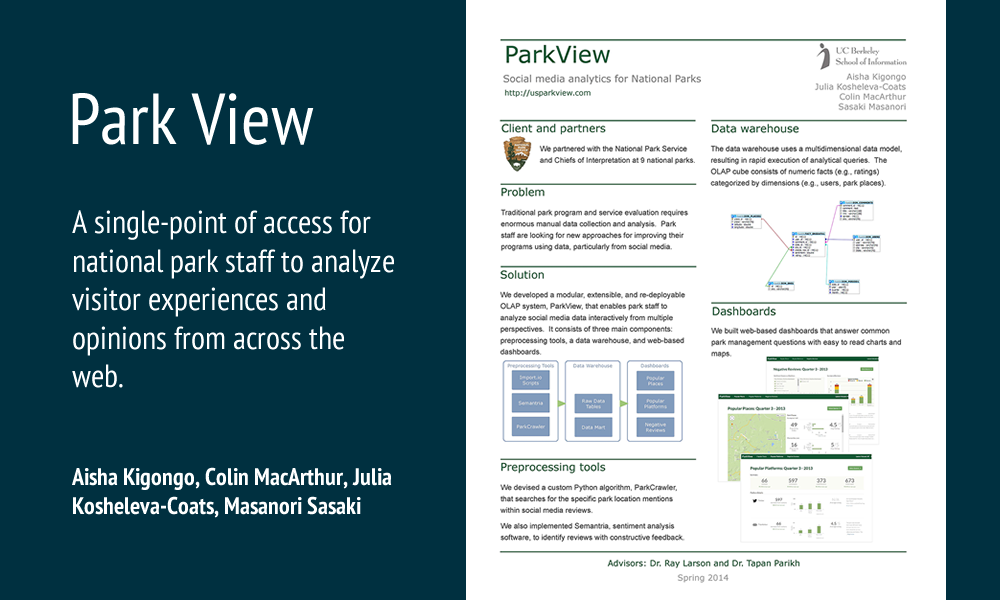 Park View
A single-point of access for
national park staff to analyze
visitor experiences and
opinions from across the
web.
Aisha Kigongo, Colin MacArthur, Julia
Kosheleva-Coats, Masanori Sasaki
ParkView
Social media analytics for National Parks
http://usparkview.com
UC Berkeley
School of Information
Aisha Kigongo
Julia Kosheleva-Coats
Colin MacArthur
Sasaki Masanori
Client and partners
We partnered with the National Park Service
and Chiefs of Interpretation at 9 national parks.
Problem
Traditional park program and service evaluation requires
enormous manual data collection and analysis. Park
staff are looking for new approaches for improving their
programs using data, particularly from social media.
Solution
We developed a modular, extensible, and re-deployable
OLAP system, ParkView, that enables park staff to
analyze social media data interactively from multiple
perspectives. It consists of three main components:
preprocessing tools, a data warehouse, and web-based
dashboards.
Preprocessing Tools
Import.io
Scripts
Semantria
ParkCrawler
Data Warehouse
Raw Data
Tables
Data Mart
Dashboards
Popular
Places
Popular
Platforms
Negative
Reviews
Preprocessing tools
We devised a custom Python algorithm, ParkCrawler,
that searches for the specific park location mentions
within social media reviews.
We also implemented Semantria, sentiment analysis
software, to identify reviews with constructive feedback.
Data warehouse
The data warehouse uses a multidimensional data model,
resulting in rapid execution of analytical queries. The
OLAP cube consists of numeric facts (e.g., ratings)
categorized by dimensions (e.g., users, park places).
Dashboards
We built web-based dashboards that answer common
park management questions with easy to read charts and
maps.
Negative Reviews: Quarter 3 - 2013
Popular Places: Quarter 3 - 2013
49
4.5
16
5
Popular Platforms: Quarter 3 - 2013
66
597
373
673
Advisors: Dr. Ray Larson and Dr. Tapan Parikh
Spring 2014